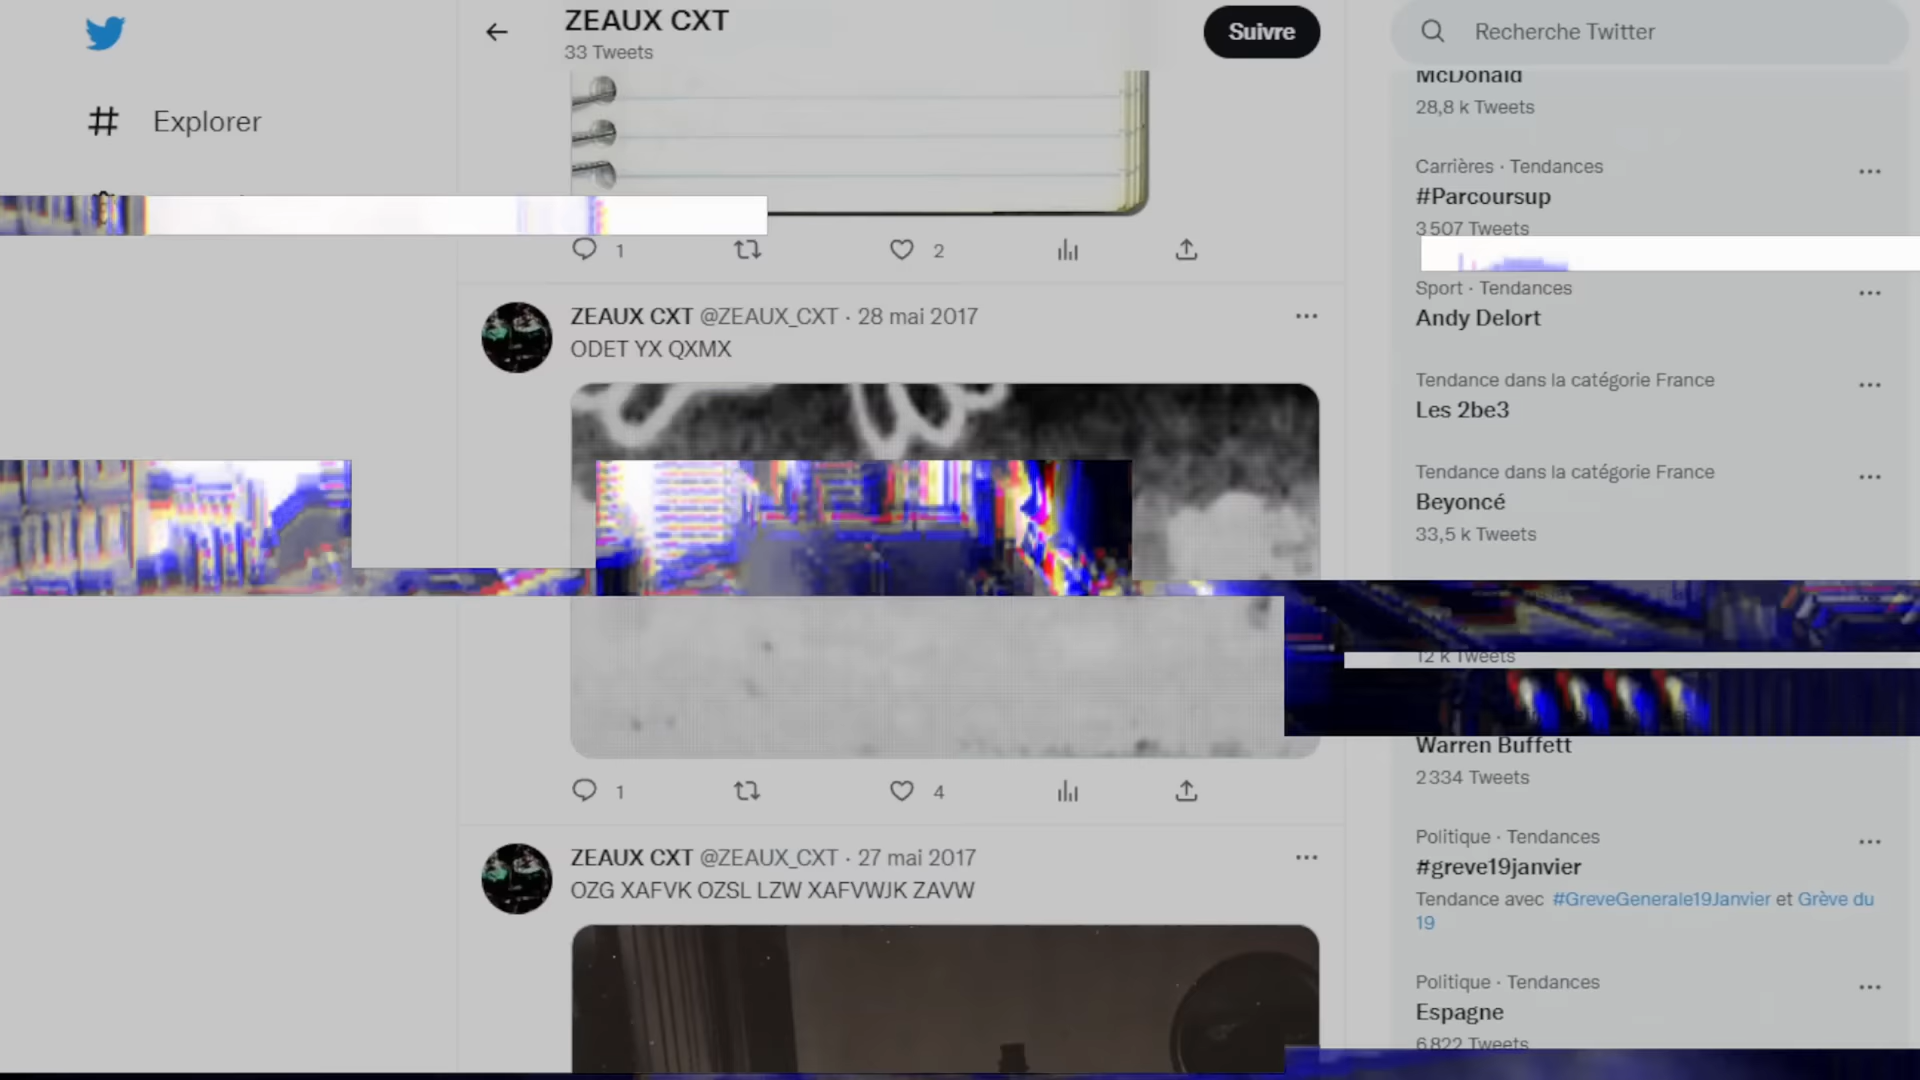 ZEAUX CXT
33 Tweets
Suivre
Recherche Twitter
Explorer
McDonald
28,8 k Tweets
Carrières · Tendances
#Parcoursup
3 507 Tweets
1
2
Sport · Tendances
Andy Delort
ZEAUX CXT @ZEAUX_CXT · 28 mai 2017
ODET YX QXMX
Tendance dans la catégorie France
Les 2be3
Tendance dans la catégorie France
Beyoncé
33,5 k Tweets
12 k Tweets
Warren Buffett
2 334 Tweets
1
4
Politique · Tendances
#greve19janvier
Tendance avec #GreveGenerale19Janvier et Grève du
19
ZEAUX CXT @ZEAUX_CXT · 27 mai 2017
OZG XAFVK OZSL LZW XAFVWJK ZAVW
Politique · Tendances
Espagne
6 822 Tweets